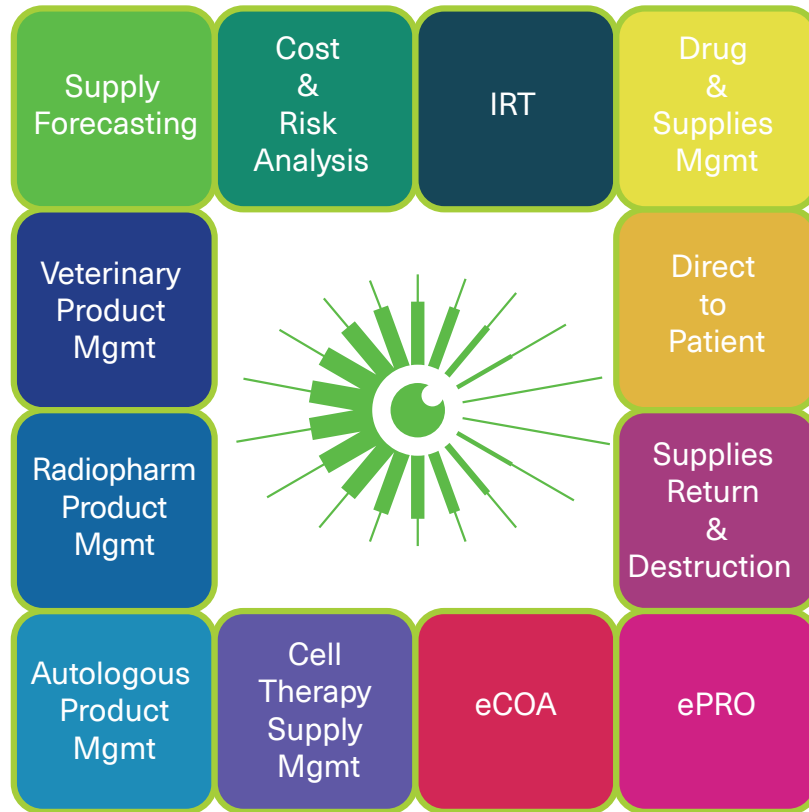 Supply
Forecasting
Cost
&
Risk
Analysis
IRT
Drug
&
Supplies
Mgmt
Veterinary
Product
Mgmt
Direct
to
Patient
Radiopharm
Product
Mgmt
Supplies
Return
&
Destruction
Autologous
Product
Mgmt
Cell
Therapy
Supply
Mgmt
eCOA
ePRO